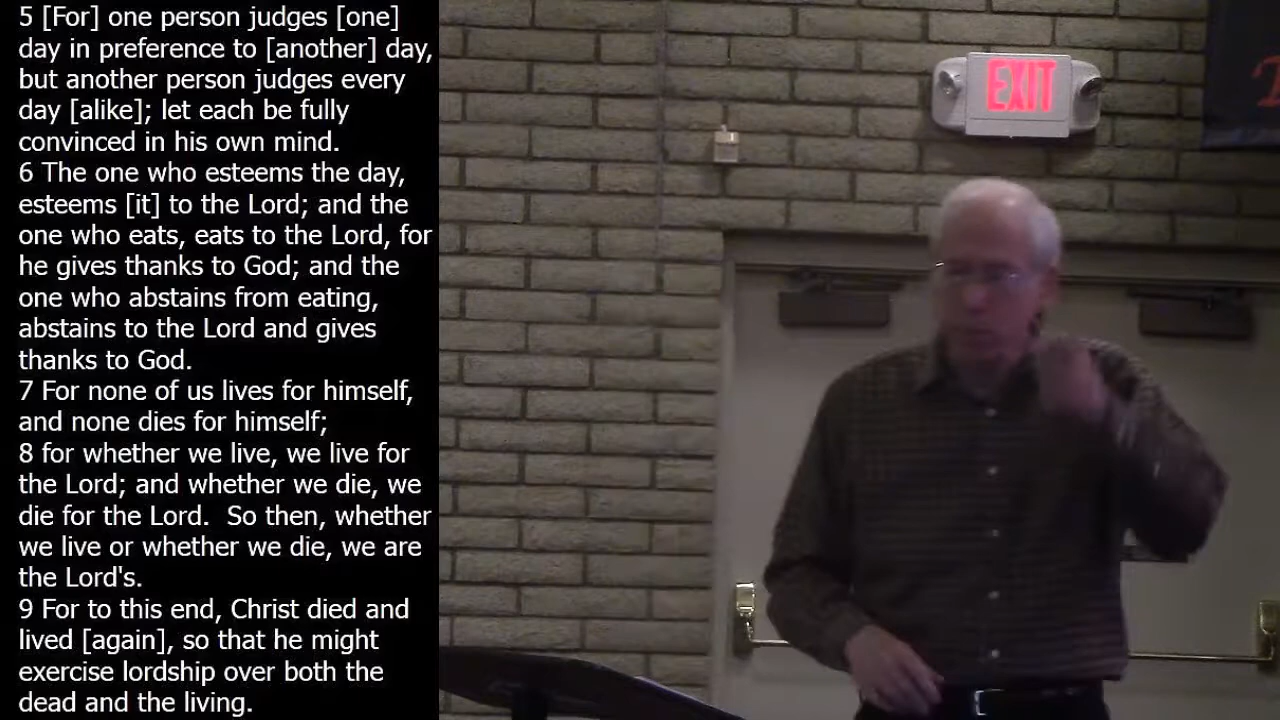 5 [For] one person judges [one]
day in preference to [another] day,
but another person judges every
day [alike]; let each be fully
convinced in his own mind.
6 The one who esteems the day,
esteems [it] to the Lord; and the
one who eats, eats to the Lord, for
he gives thanks to God; and the
one who abstains from eating,
abstains to the Lord and gives
thanks to God.
7 For none of us lives for himself,
and none dies for himself;
8 for whether we live, we live for
the Lord; and whether we die, we
die for the Lord.  So then, whether
we live or whether we die, we are
the Lord's.
9 For to this end, Christ died and
lived [again], so that he might
exercise lordship over both the
dead and the living.
EXIT